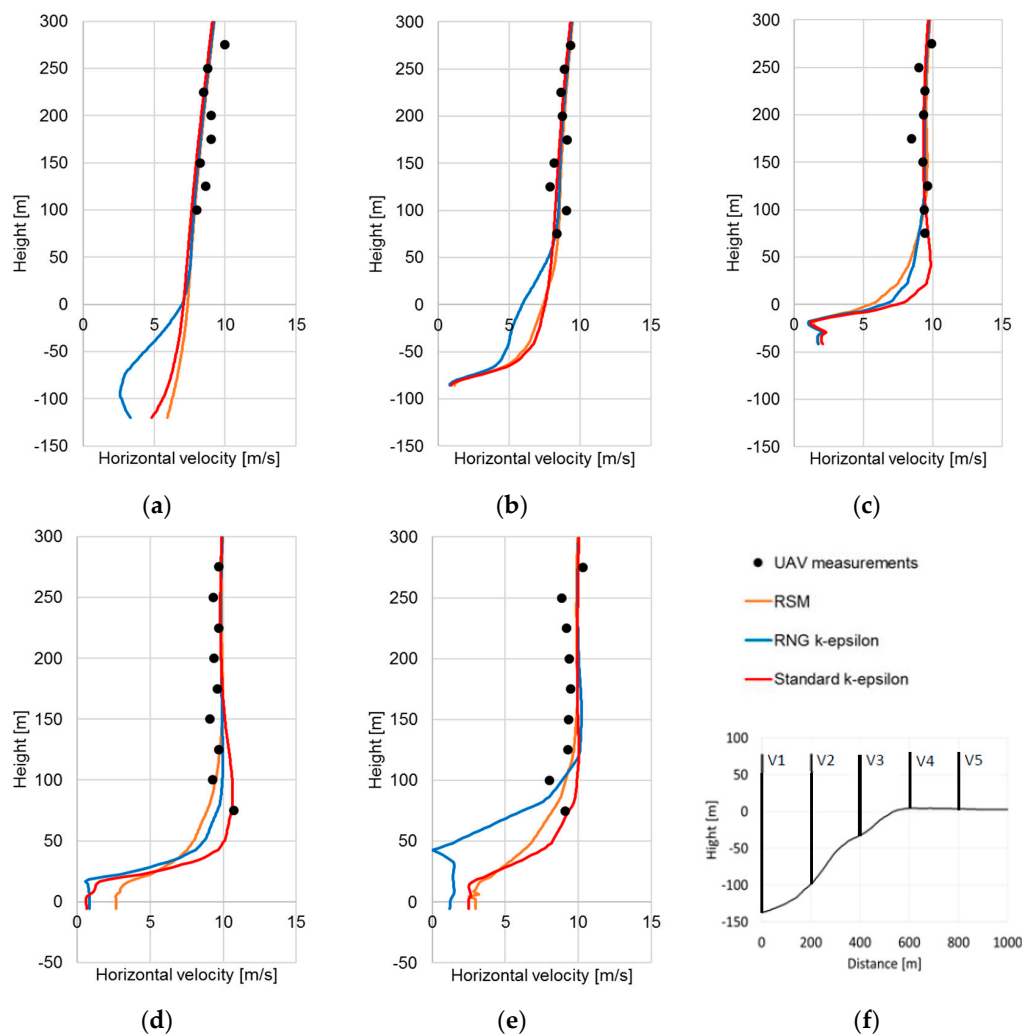 300
250
200
150
100
50
0
-50
-100
-150
0 5 10 15
Height [m]
Horizontal velocity [m/s]
(a)
300
250
200
150
100
50
0
-50
-100
-150
0 5 10 15
Height [m]
Horizontal velocity [m/s]
(b)
300
250
200
150
100
50
0
-50
-100
-150
0 5 10 15
Height [m]
Horizontal velocity [m/s]
(c)
300
250
200
150
100
50
0
-50
0 5 10 15
Height [m]
Horizontal velocity [m/s]
(d)
300
250
200
150
100
50
0
-50
0 5 10 15
Height [m]
Horizontal velocity [m/s]
(e)
UAV measurements
RSM
RNG k-epsilon
Standard k-epsilon
100
50
0
-50
-100
-150
V1 V2 V3 V4 V5
Hight [m]
0 200 400 600 800 1000
Distance [m]
(f)